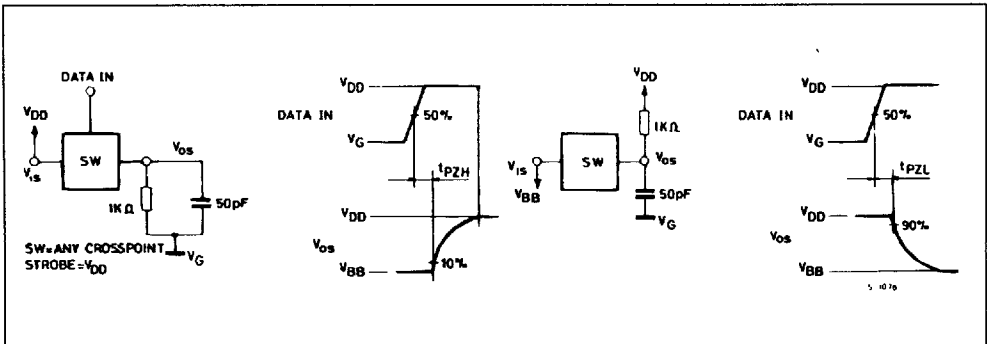 DATA IN
VDD
SW
VIS
VOS
1KΩ
50pF
VG
SW=ANY CROSSPOINT
STROBE=VDD
DATA IN
VDD
50%
VG
tPZH
VDD
VOS
10%
VBB
VDD
1KΩ
SW
VIS
VOS
VBB
50pF
VG
DATA IN
VDD
50%
VG
tPZL
VDD
90%
VOS
VBB